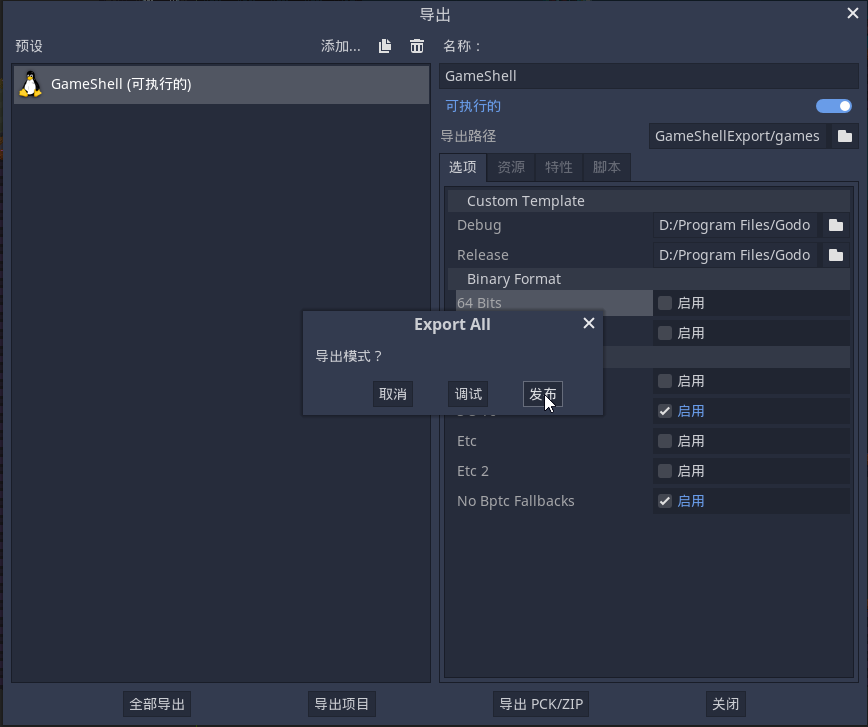 导出
预设
添加...
GameShell (可执行的)
名称：
GameShell
可执行的
导出路径
GameShellExport/games
选项 资源 特性 脚本
Custom Template
Debug D:/Program Files/Godo
Release D:/Program Files/Godo
Binary Format
64 Bits 启用
启用
启用
启用
Etc 启用
Etc 2 启用
No Bptc Fallbacks 启用
Export All
导出模式？
取消 调试 发布
全部导出 导出项目 导出 PCK/ZIP 关闭